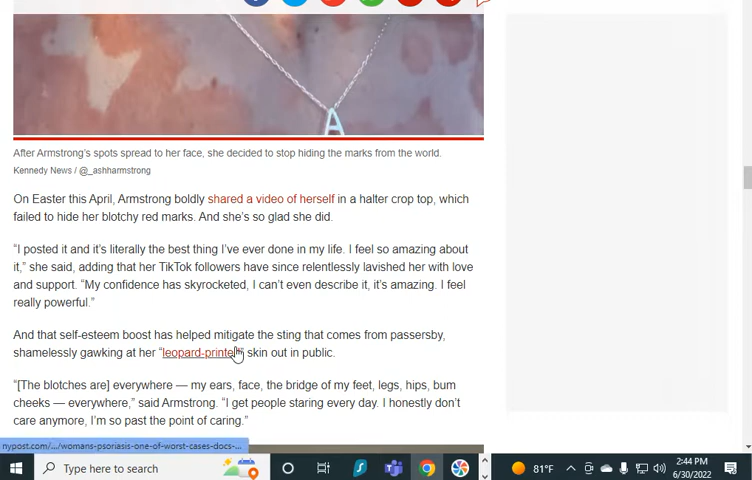 A
After Armstrong's spots spread to her face, she decided to stop hiding the marks from the world.
Kennedy News / @_ashharmstrong
On Easter this April, Armstrong boldly shared a video of herself in a halter crop top, which
failed to hide her blotchy red marks. And she's so glad she did.
“I posted it and it's literally the best thing I've ever done in my life. I feel so amazing about
it,” she said, adding that her TikTok followers have since relentlessly lavished her with love
and support. “My confidence has skyrocketed, I can't even describe it, it's amazing. I feel
really powerful.”
And that self-esteem boost has helped mitigate the sting that comes from passersby,
shamelessly gawking at her “leopard-printed” skin out in public.
“[The blotches are] everywhere — my ears, face, the bridge of my feet, legs, hips, bum
cheeks — everywhere,” said Armstrong. “I get people staring every day. I honestly don't
care anymore, I'm so past the point of caring.”
nypost.com/.../womans-psoriasis-one-of-worst-cases-docs-...
Type here to search
81°F
2:44 PM
6/30/2022